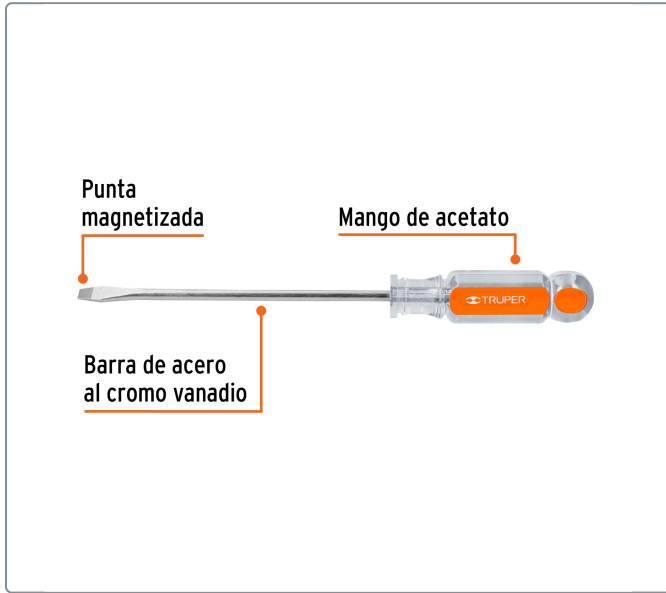 Punta
magnetizada
Mango de acetato
TRUPER
Barra de acero
al cromo vanadio